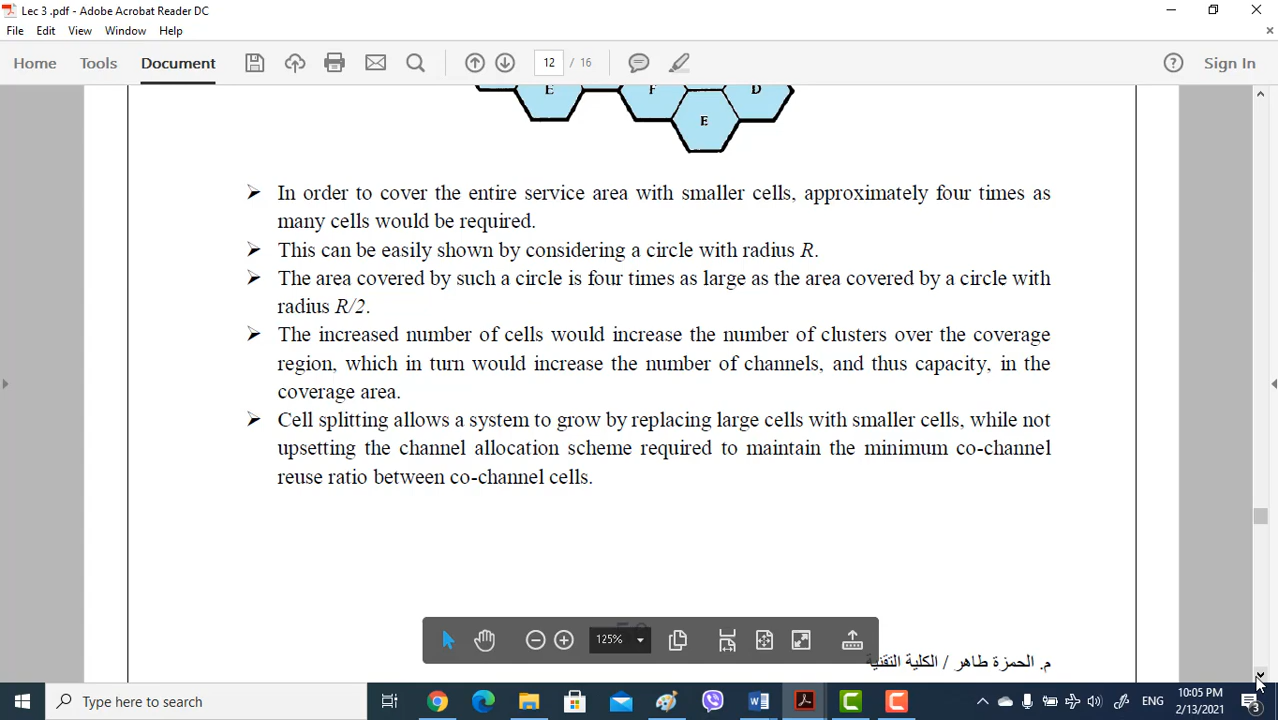 Lec 3 .pdf - Adobe Acrobat Reader DC
File Edit View Window Help
Home Tools Document 12 / 16 Sign In
E F D
E
➤ In order to cover the entire service area with smaller cells, approximately four times as
many cells would be required.
➤ This can be easily shown by considering a circle with radius R.
➤ The area covered by such a circle is four times as large as the area covered by a circle with
radius R/2.
➤ The increased number of cells would increase the number of clusters over the coverage
region, which in turn would increase the number of channels, and thus capacity, in the
coverage area.
➤ Cell splitting allows a system to grow by replacing large cells with smaller cells, while not
upsetting the channel allocation scheme required to maintain the minimum co-channel
reuse ratio between co-channel cells.
125%
م. الحمزة طاهر / الكلية التقنية
Type here to search
ENG
10:05 PM
2/13/2021
3